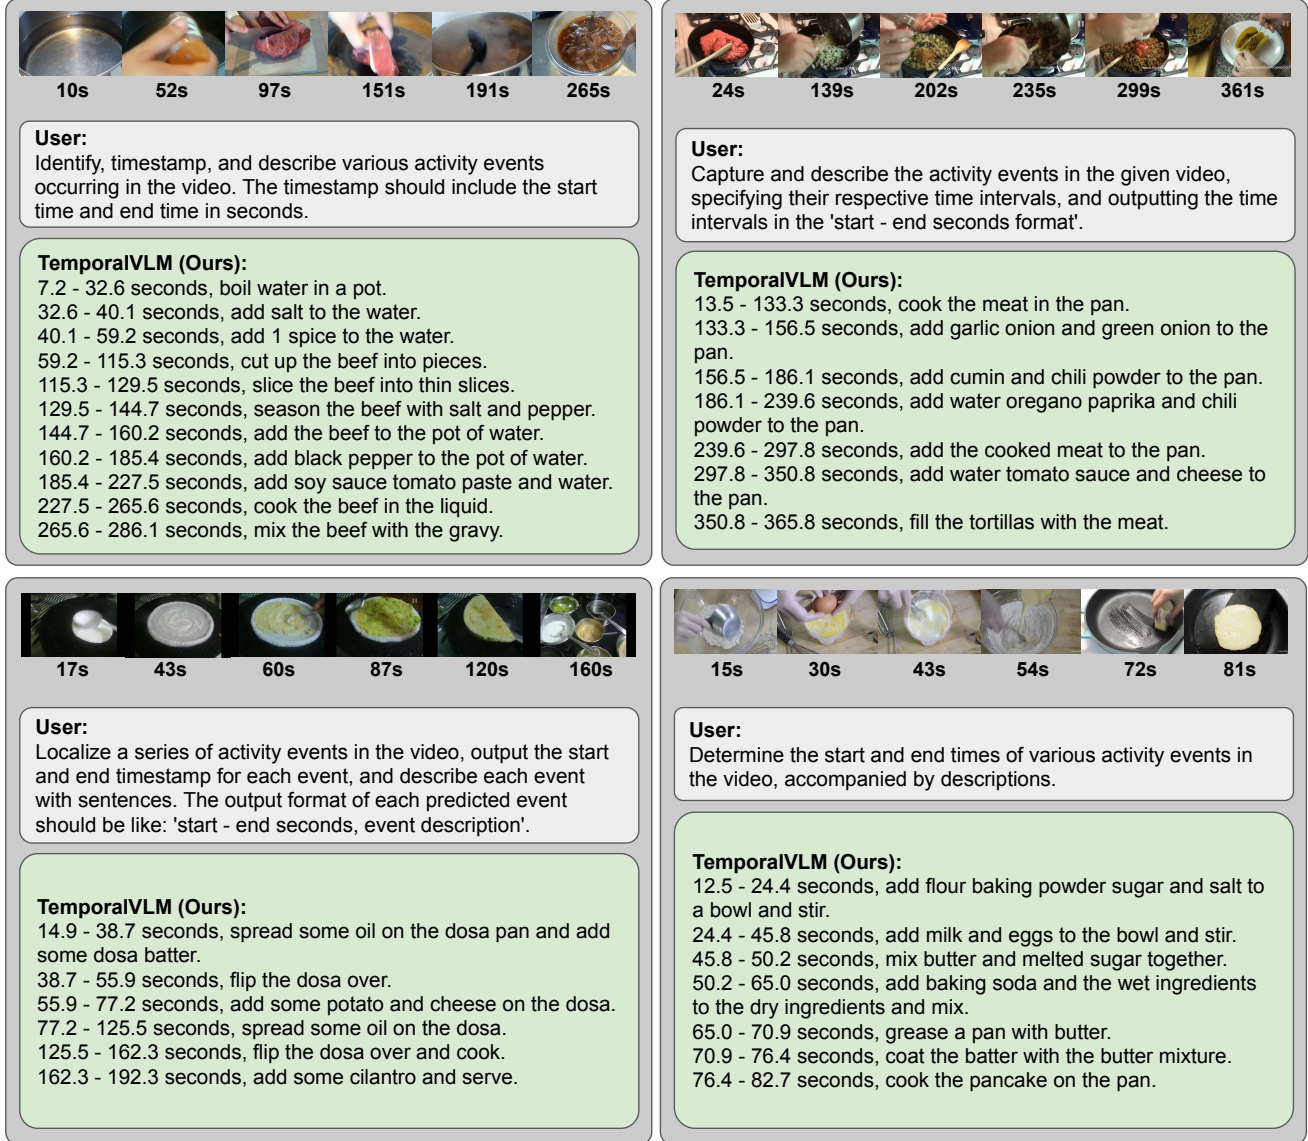 10s 52s 97s 151s 191s 265s
User:
Identify, timestamp, and describe various activity events
occurring in the video. The timestamp should include the start
time and end time in seconds.
TemporalVLM (Ours):
7.2 - 32.6 seconds, boil water in a pot.
32.6 - 40.1 seconds, add salt to the water.
40.1 - 59.2 seconds, add 1 spice to the water.
59.2 - 115.3 seconds, cut up the beef into pieces.
115.3 - 129.5 seconds, slice the beef into thin slices.
129.5 - 144.7 seconds, season the beef with salt and pepper.
144.7 - 160.2 seconds, add the beef to the pot of water.
160.2 - 185.4 seconds, add black pepper to the pot of water.
185.4 - 227.5 seconds, add soy sauce tomato paste and water.
227.5 - 265.6 seconds, cook the beef in the liquid.
265.6 - 286.1 seconds, mix the beef with the gravy.
24s 139s 202s 235s 299s 361s
User:
Capture and describe the activity events in the given video,
specifying their respective time intervals, and outputting the time
intervals in the 'start - end seconds format'.
TemporalVLM (Ours):
13.5 - 133.3 seconds, cook the meat in the pan.
133.3 - 156.5 seconds, add garlic onion and green onion to the
pan.
156.5 - 186.1 seconds, add cumin and chili powder to the pan.
186.1 - 239.6 seconds, add water oregano paprika and chili
powder to the pan.
239.6 - 297.8 seconds, add the cooked meat to the pan.
297.8 - 350.8 seconds, add water tomato sauce and cheese to
the pan.
350.8 - 365.8 seconds, fill the tortillas with the meat.
17s 43s 60s 87s 120s 160s
User:
Localize a series of activity events in the video, output the start
and end timestamp for each event, and describe each event
with sentences. The output format of each predicted event
should be like: 'start - end seconds, event description'.
TemporalVLM (Ours):
14.9 - 38.7 seconds, spread some oil on the dosa pan and add
some dosa batter.
38.7 - 55.9 seconds, flip the dosa over.
55.9 - 77.2 seconds, add some potato and cheese on the dosa.
77.2 - 125.5 seconds, spread some oil on the dosa.
125.5 - 162.3 seconds, flip the dosa over and cook.
162.3 - 192.3 seconds, add some cilantro and serve.
15s 30s 43s 54s 72s 81s
User:
Determine the start and end times of various activity events in
the video, accompanied by descriptions.
TemporalVLM (Ours):
12.5 - 24.4 seconds, add flour baking powder sugar and salt to
a bowl and stir.
24.4 - 45.8 seconds, add milk and eggs to the bowl and stir.
45.8 - 50.2 seconds, mix butter and melted sugar together.
50.2 - 65.0 seconds, add baking soda and the wet ingredients
to the dry ingredients and mix.
65.0 - 70.9 seconds, grease a pan with butter.
70.9 - 76.4 seconds, coat the batter with the butter mixture.
76.4 - 82.7 seconds, cook the pancake on the pan.